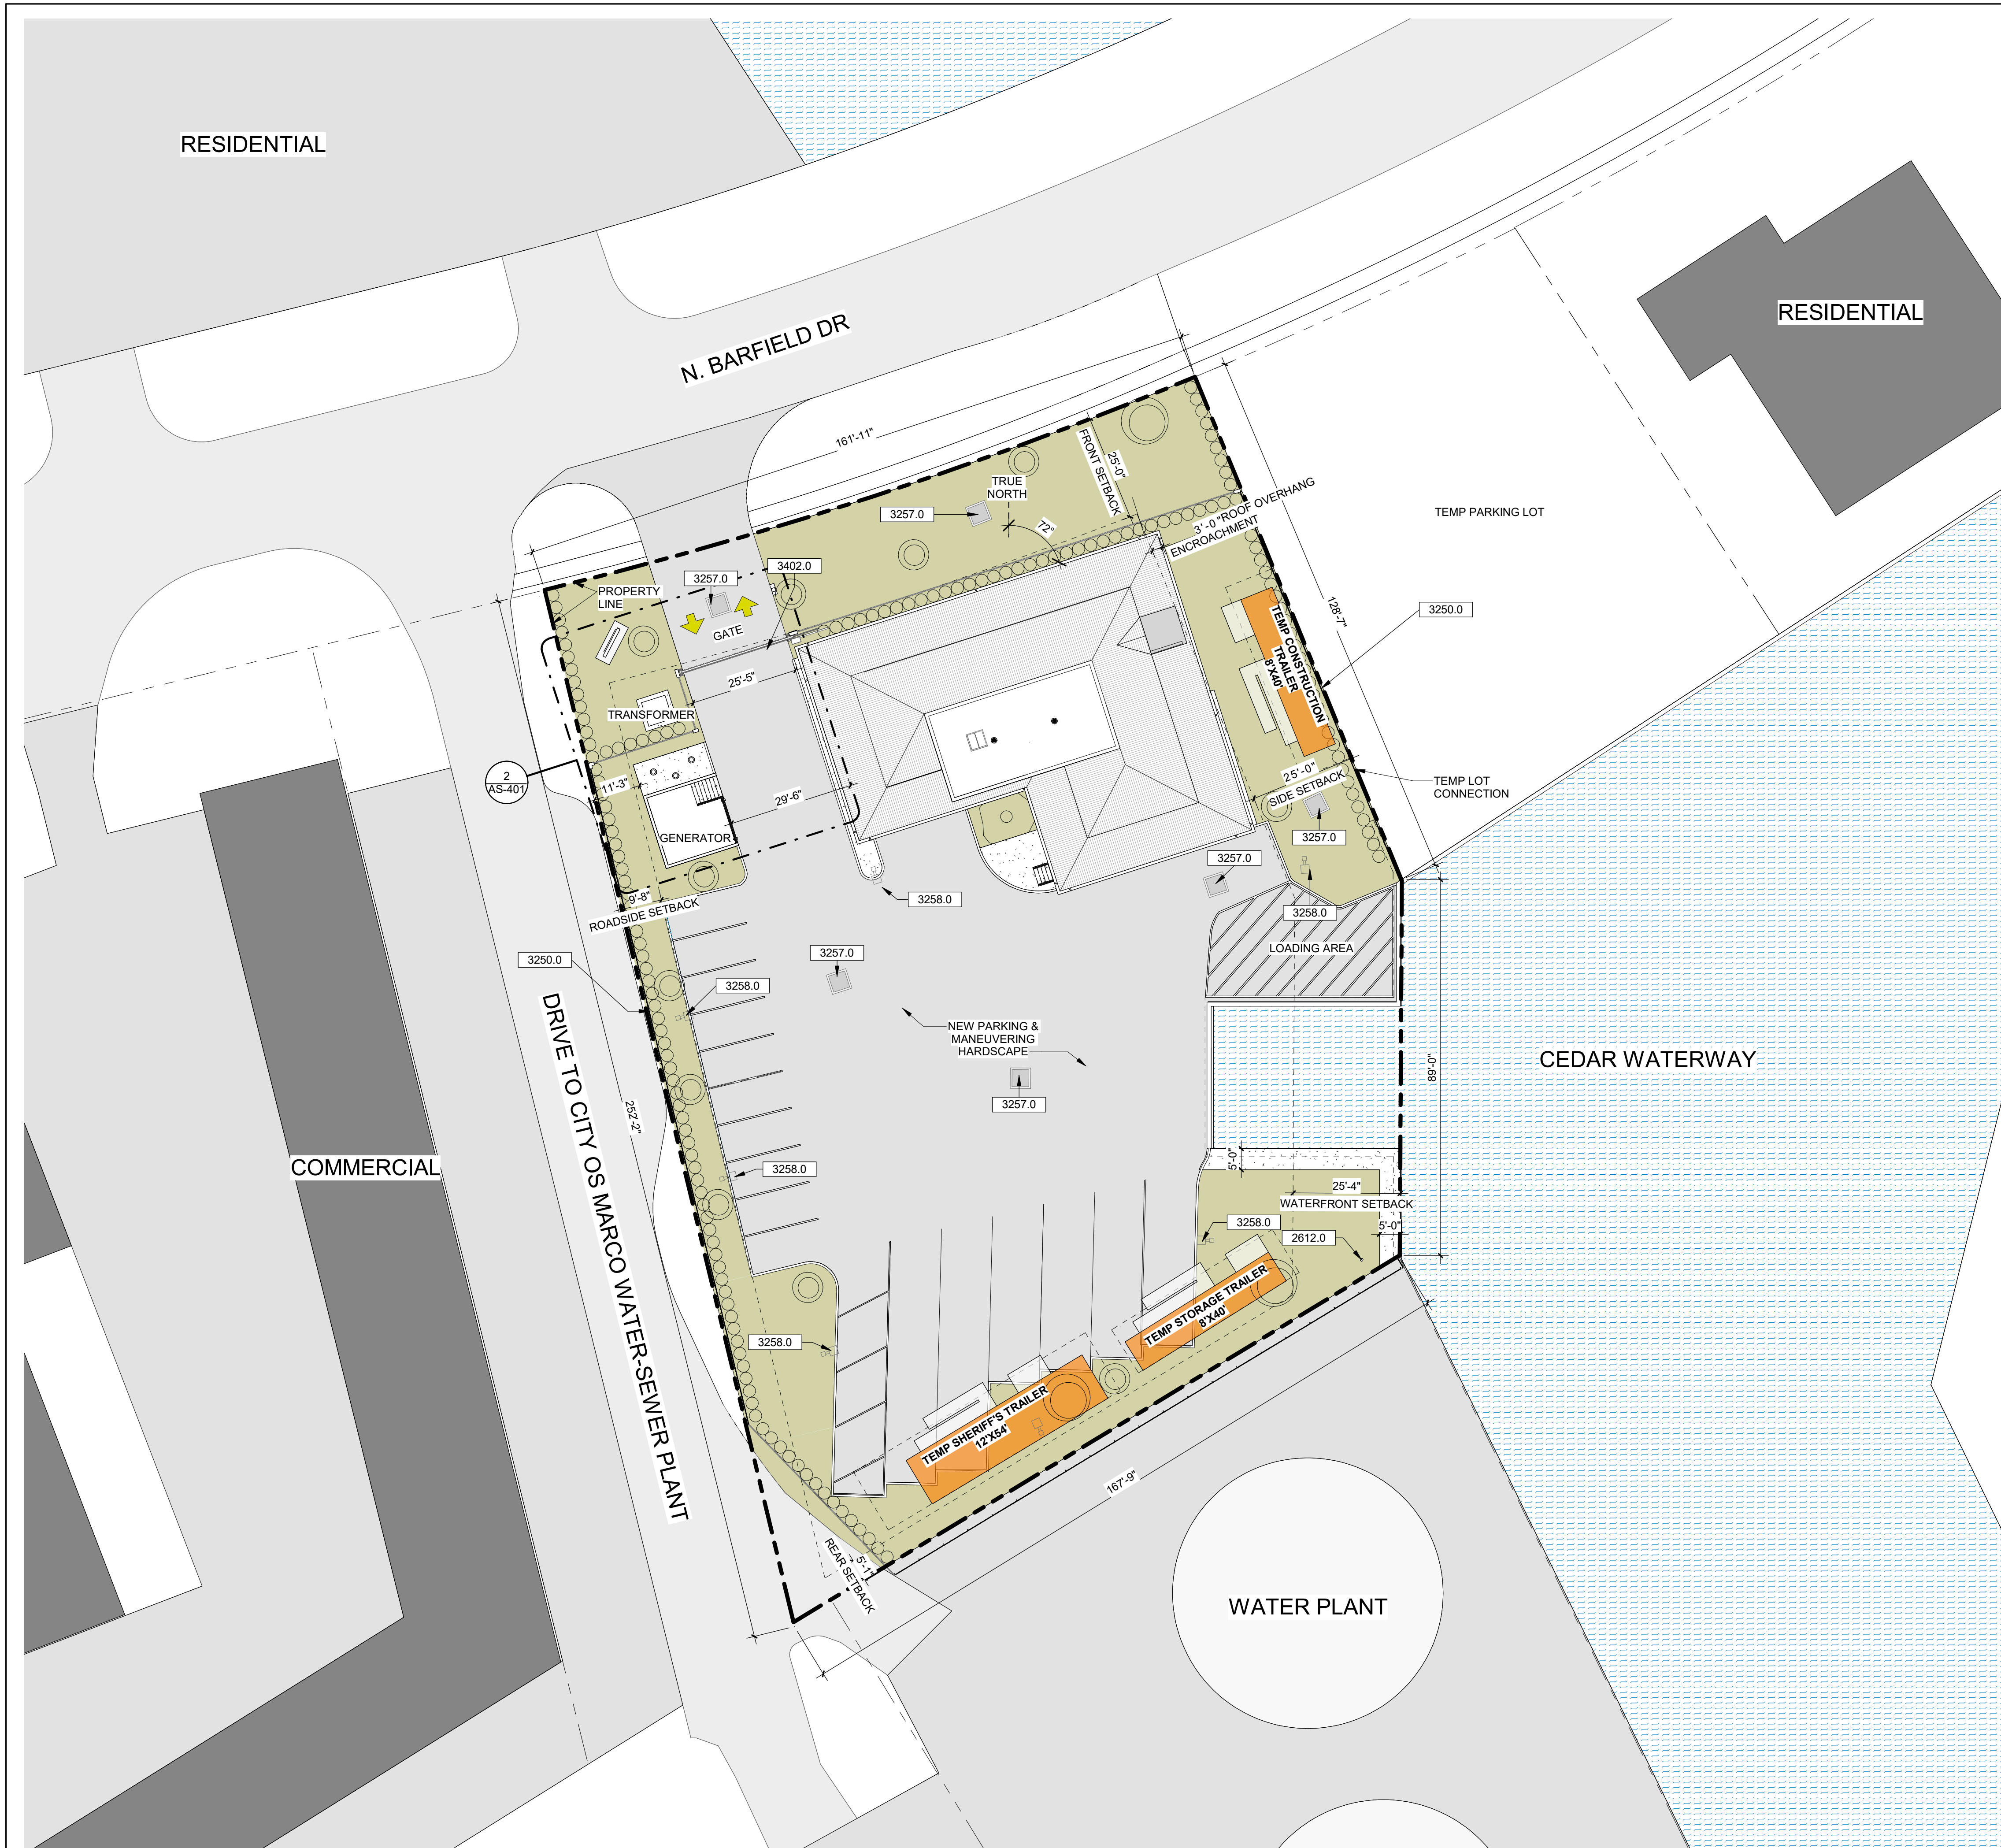 RESIDENTIAL
RESIDENTIAL
N. BARFIELD DR
161'-11"
FRONT SETBACK
25'-0"
TRUE
NORTH
72°
3257.0
3'-0"ROOF OVERHANG
ENCROACHMENT
TEMP PARKING LOT
3402.0
3257.0
PROPERTY
LINE
GATE
128'-7"
3250.0
TEMP CONSTRUCTION
TRAILER
8'X40'
25'-5"
TRANSFORMER
2
AS-401
11'-3"
29'-6"
GENERATOR
25'-0"
SIDE SETBACK
TEMP LOT
CONNECTION
3257.0
3257.0
9'-8"
ROADSIDE SETBACK
3258.0
3258.0
LOADING AREA
3250.0
3257.0
3258.0
NEW PARKING &
MANEUVERING
HARDSCAPE
3257.0
CEDAR WATERWAY
89'-0"
DRIVE TO CITY OS MARCO WATER-SEWER PLANT
252'-2"
COMMERCIAL
3258.0
5'-0"
25'-4"
WATERFRONT SETBACK
5'-0"
3258.0
2612.0
TEMP STORAGE TRAILER
8'X40'
3258.0
TEMP SHERIFF'S TRAILER
12'X54'
167'-9"
5'-1"
REAR SETBACK
WATER PLANT